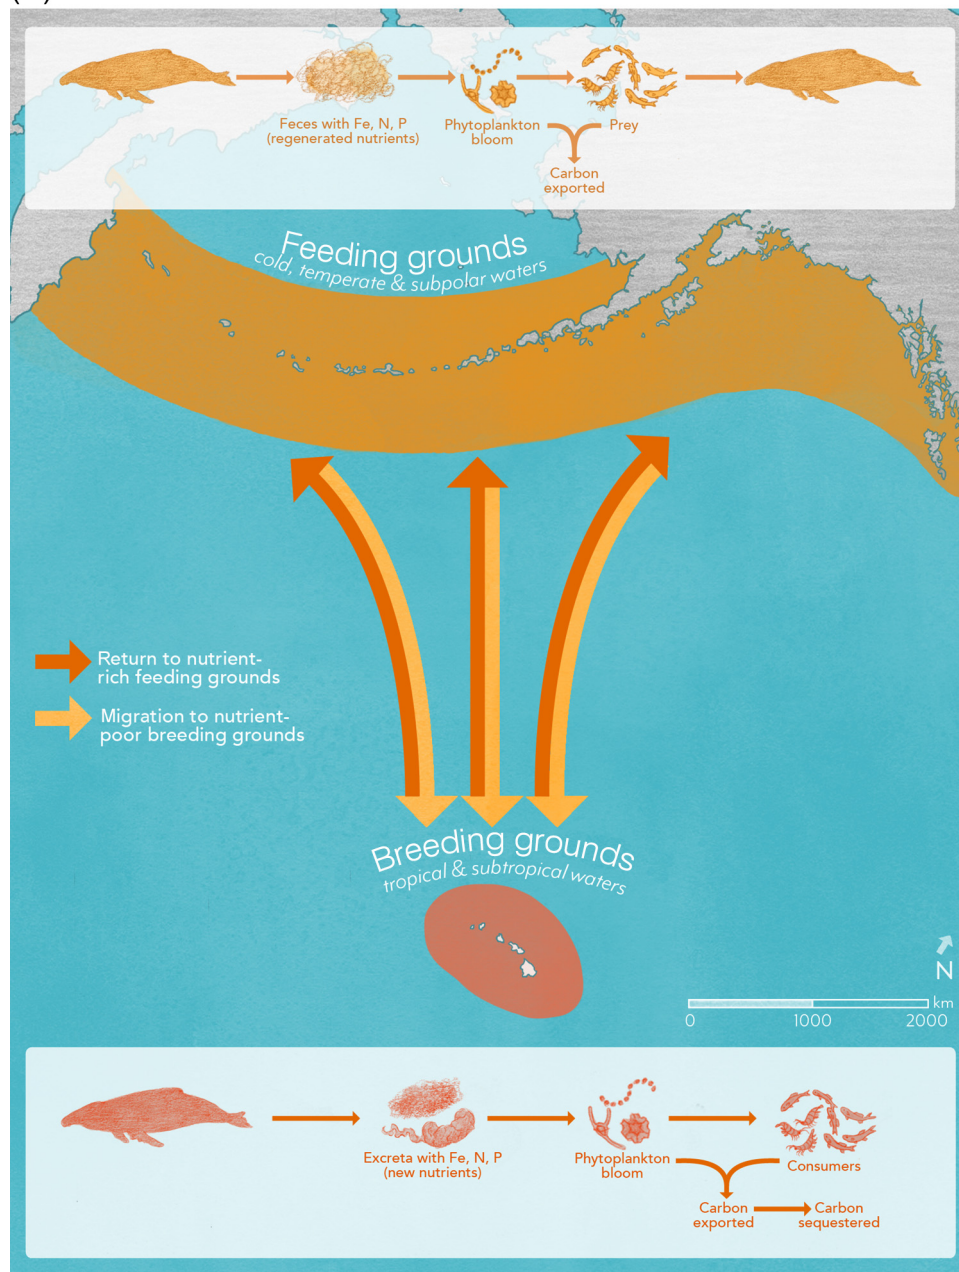 Feces with Fe, N, P
(regenerated nutrients)
Phytoplankton
bloom
Prey
Carbon
exported
Feeding grounds
cold, temperate & subpolar waters
Return to nutrient-
rich feeding grounds
Migration to nutrient-
poor breeding grounds
Breeding grounds
tropical & subtropical waters
N
km
0 1000 2000
Excreta with Fe, N, P
(new nutrients)
Phytoplankton
bloom
Consumers
Carbon
exported
Carbon
sequestered